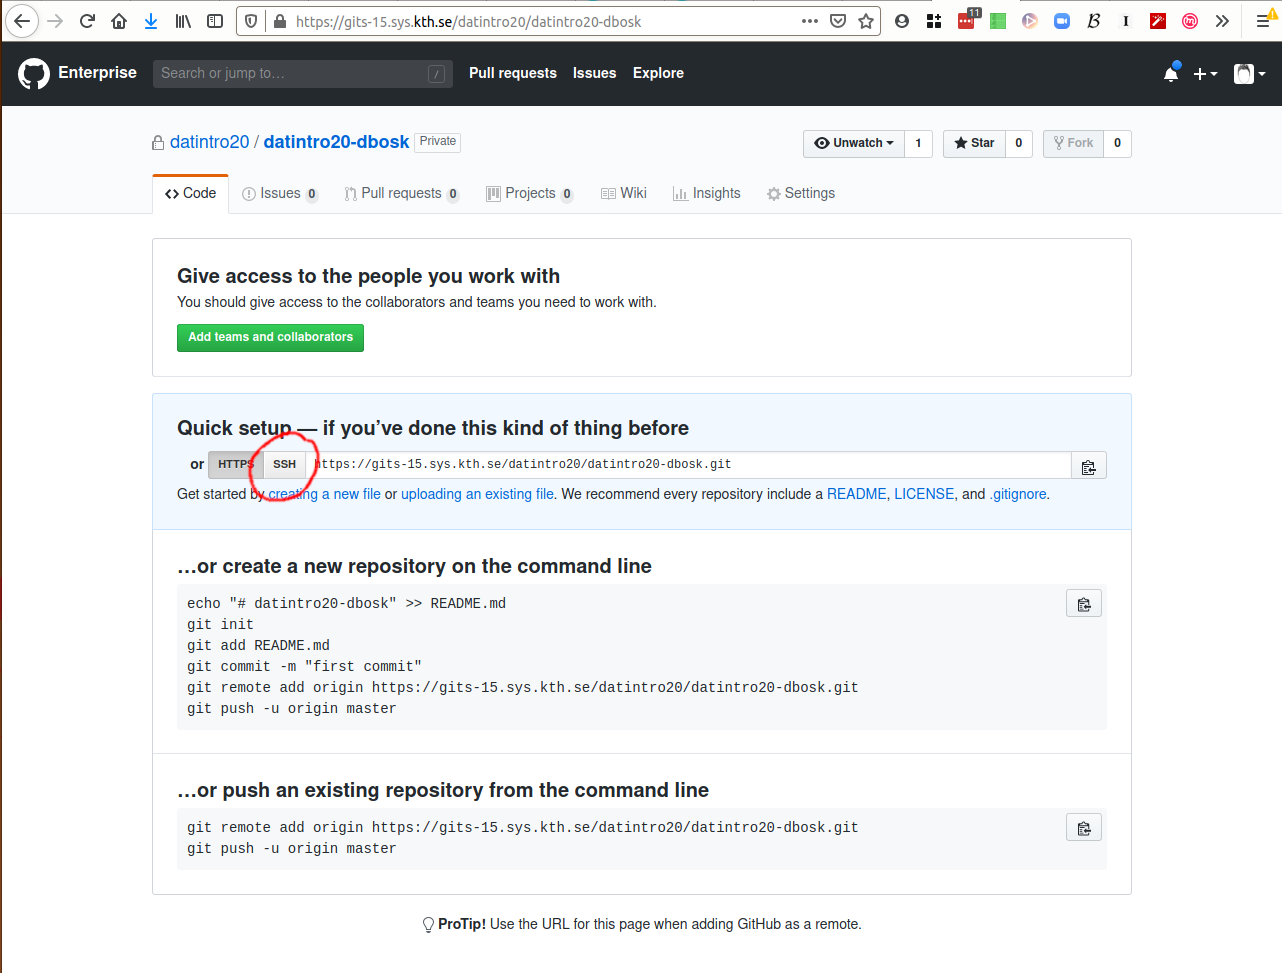 https://gits-15.sys.kth.se/datintro20/datintro20-dbosk
11
Enterprise
Search or jump to…
/
Pull requests
Issues
Explore
datintro20 / datintro20-dbosk Private
Unwatch 1
Star 0
Fork 0
Code
Issues 0
Pull requests 0
Projects 0
Wiki
Insights
Settings
Give access to the people you work with
You should give access to the collaborators and teams you need to work with.
Add teams and collaborators
Quick setup — if you’ve done this kind of thing before
or HTTPS SSH https://gits-15.sys.kth.se/datintro20/datintro20-dbosk.git
Get started by creating a new file or uploading an existing file. We recommend every repository include a README, LICENSE, and .gitignore.
…or create a new repository on the command line
echo "# datintro20-dbosk" >> README.md
git init
git add README.md
git commit -m "first commit"
git remote add origin https://gits-15.sys.kth.se/datintro20/datintro20-dbosk.git
git push -u origin master
…or push an existing repository from the command line
git remote add origin https://gits-15.sys.kth.se/datintro20/datintro20-dbosk.git
git push -u origin master
ProTip! Use the URL for this page when adding GitHub as a remote.